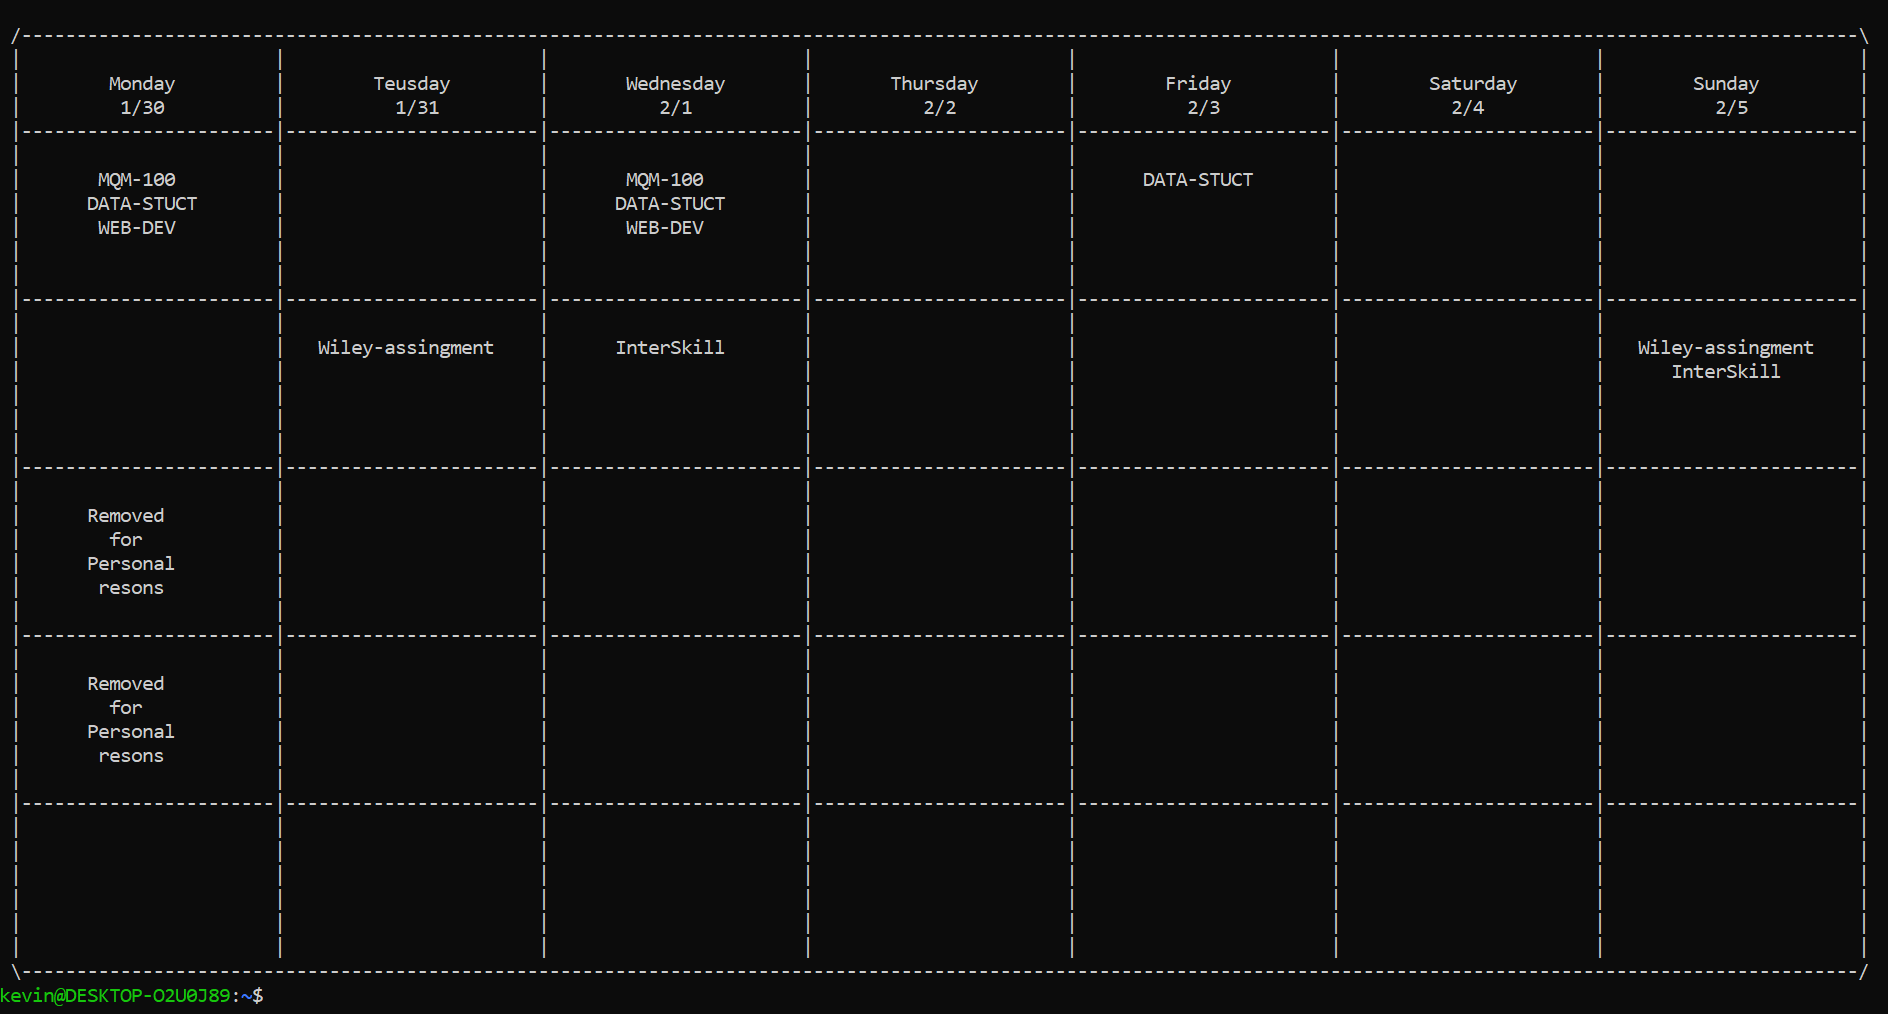 Monday Teusday Wednesday Thursday Friday Saturday Sunday
1/30 1/31 2/1 2/2 2/3 2/4 2/5
MQM-100 MQM-100 DATA-STUCT
DATA-STUCT DATA-STUCT
WEB-DEV WEB-DEV
Wiley-assingment InterSkill Wiley-assingment
InterSkill
Removed
for
Personal
resons
Removed
for
Personal
resons
kevin@DESKTOP-O2U0J89:~$